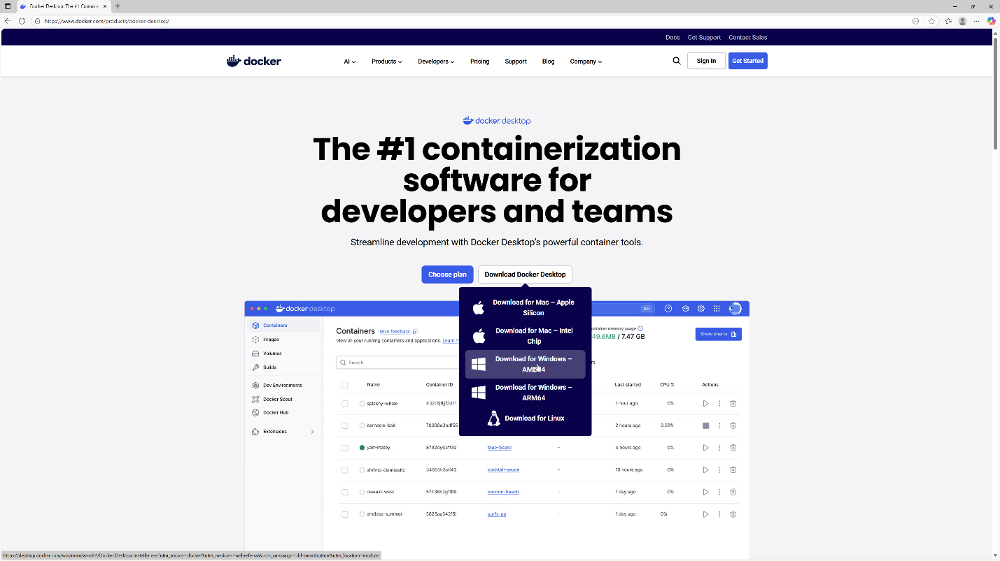 Docker Desktop: The #1 Containe
https://www.docker.com/products/docker-desktop/
Docs Get Support Contact Sales
docker AI Products Developers Pricing Support Blog Company Sign In Get Started
docker.desktop
The #1 containerization
software for
developers and teams
Streamline development with Docker Desktop’s powerful container tools.
Choose plan Download Docker Desktop
Download for Mac – Apple
Silicon
Download for Mac – Intel
Chip
Download for Windows –
AMD64
Download for Windows –
ARM64
Download for Linux
docker desktop ⌘K
Containers
Images
Volumes
Builds
Dev Environments
Docker Scout
Docker Hub
Extensions
Containers Give feedback
View all your running containers and applications. Learn m
ontainer memory usage
49.6MB / 7.47 GB
Show charts
Search
rs
Name Container ID Last started CPU % Actions
splashy-whale 43218j8jjf3411 1 hour ago 0%
barnacle-bob 70398a3bdf55 2 hours ago 0.22%
yarr-matey 87324y65ff32 blue-board - 4 hours ago 0%
shrimp-clamtastic 34655h3uif43 cocktail-sauce - 10 hours ago 0%
oswald-west 57438h2gff89 cannon-beach - 1 day ago 0%
endless-summer 5823aa342f5i surfs-up - 1 day ago 0%
https://desktop.docker.com/win/main/amd64/Docker Desktop Installer.exe?utm_source=docker&utm_medium=webreferral&utm_campaign=dd-smartbutton&utm_location=module